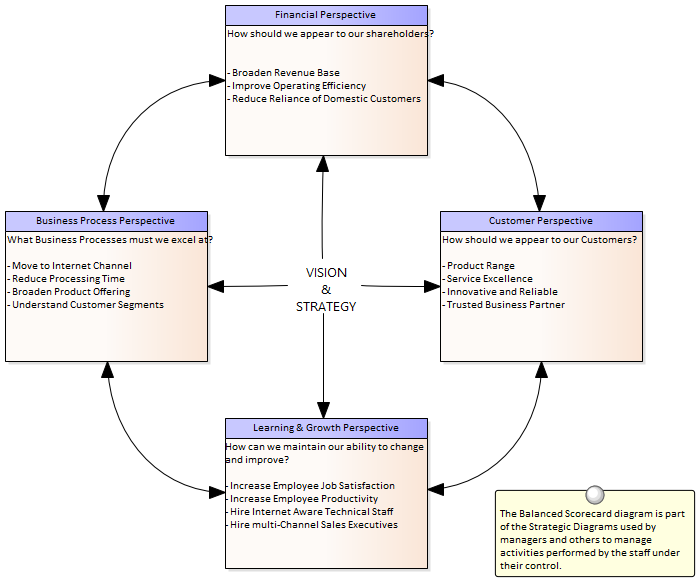 Financial Perspective
How should we appear to our shareholders?
- Broaden Revenue Base
- Improve Operating Efficiency
- Reduce Reliance of Domestic Customers
Business Process Perspective
What Business Processes must we excel at?
- Move to Internet Channel
- Reduce Processing Time
- Broaden Product Offering
- Understand Customer Segments
VISION
&
STRATEGY
Customer Perspective
How should we appear to our Customers?
- Product Range
- Service Excellence
- Innovative and Reliable
- Trusted Business Partner
Learning & Growth Perspective
How can we maintain our ability to change
and improve?
- Increase Employee Job Satisfaction
- Increase Employee Productivity
- Hire Internet Aware Technical Staff
- Hire multi-Channel Sales Executives
The Balanced Scorecard diagram is part
of the Strategic Diagrams used by
managers and others to manage
activities performed by the staff under
their control.